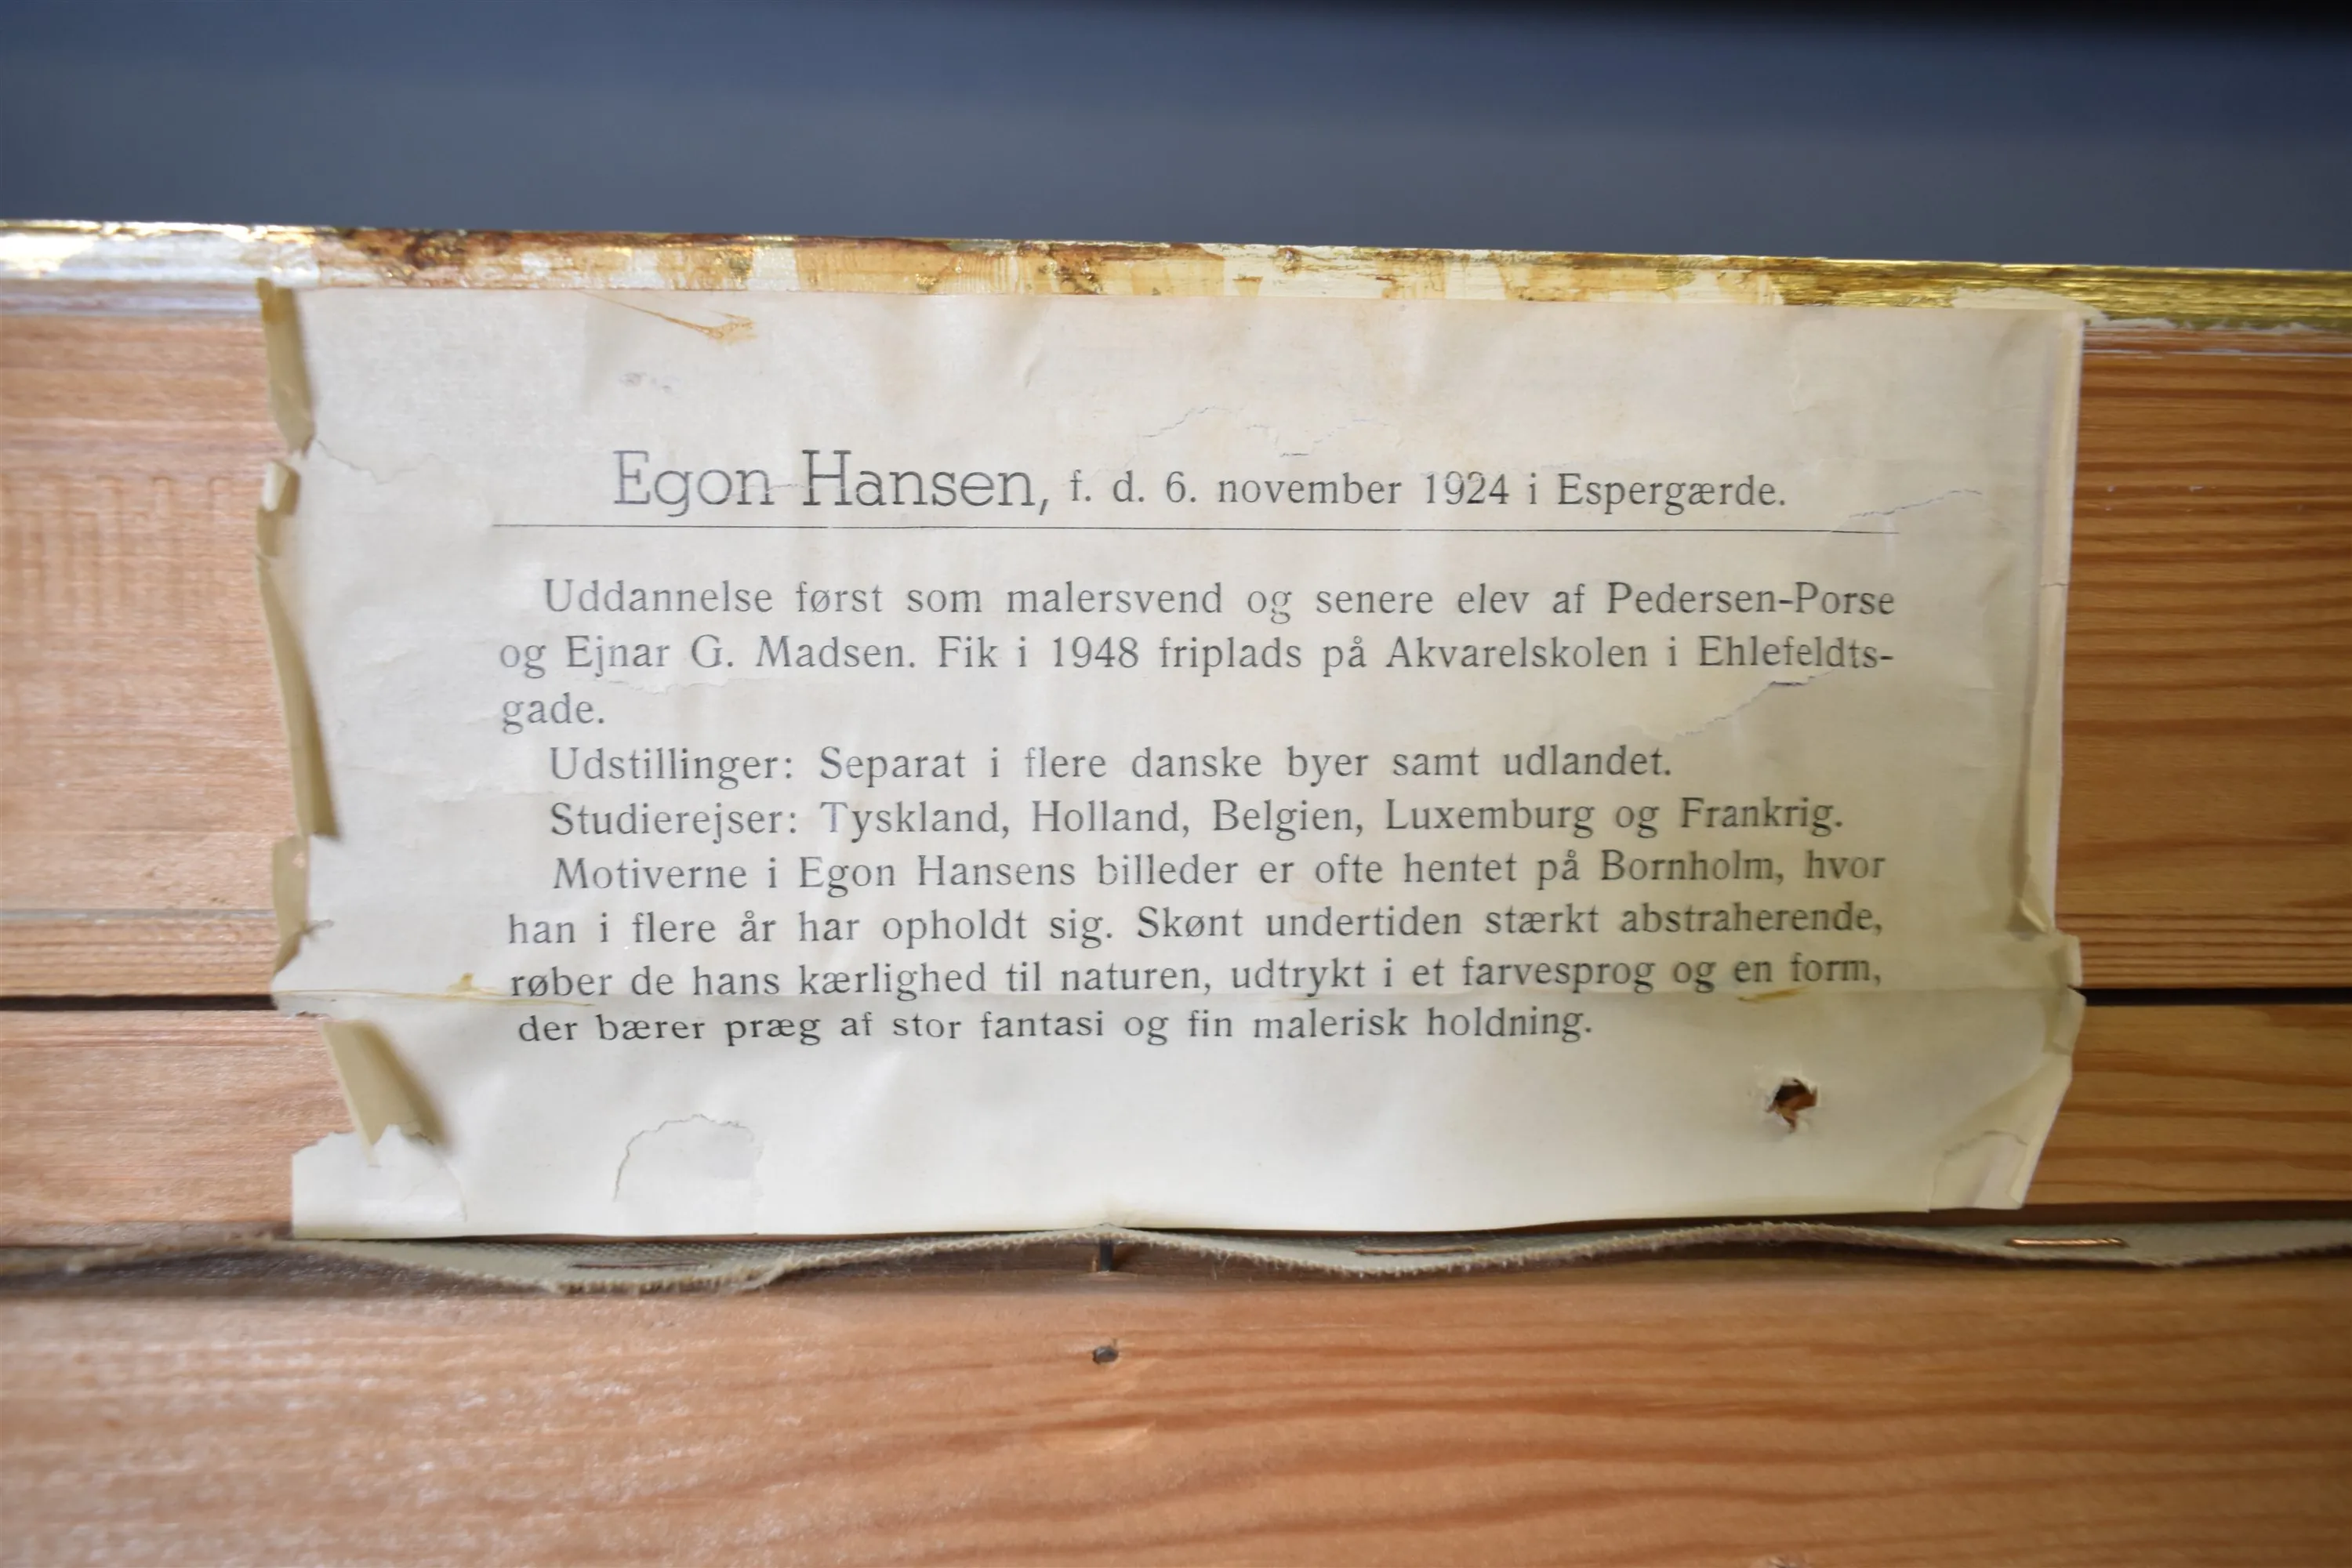 Egon Hansen, f. d. 6. november 1924 i Espergærde.
Uddannelse først som malersvend og senere elev af Pedersen-Porse
og Ejnar G. Madsen. Fik i 1948 friplads på Akvarelskolen i Ehlefeldts-
gade.
Udstillinger: Separat i flere danske byer samt udlandet.
Studierejser: Tyskland, Holland, Belgien, Luxemburg og Frankrig.
Motiverne i Egon Hansens billeder er ofte hentet på Bornholm, hvor
han i flere år har opholdt sig. Skønt undertiden stærkt abstraherende,
røber de hans kærlighed til naturen, udtrykt i et farvesprog og en form,
der bærer præg af stor fantasi og fin malerisk holdning.